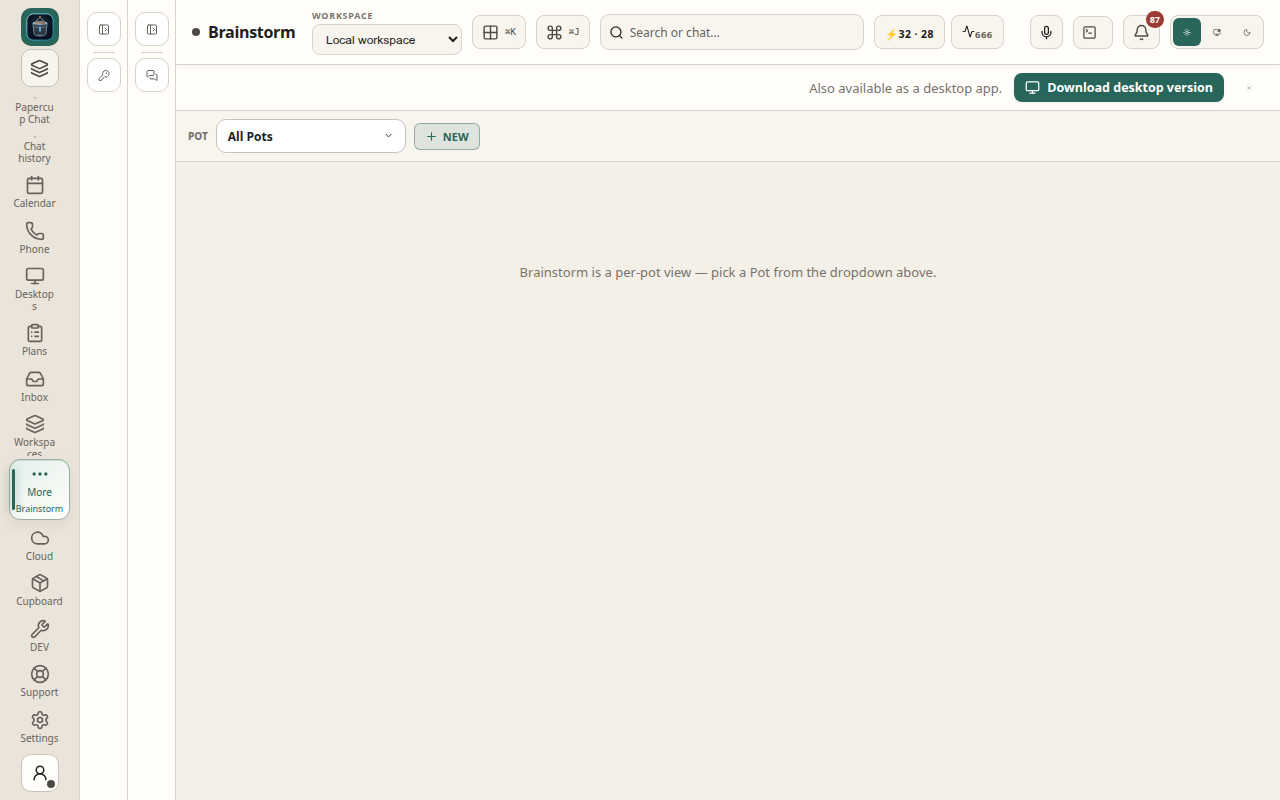 Papercu
p Chat
Chat
history
Calendar
Phone
Desktop
s
Plans
Inbox
Workspa
ces
More
Brainstorm
Cloud
Cupboard
DEV
Support
Settings
Brainstorm
WORKSPACE
Local workspace
⌘K
⌘J
Search or chat...
⚡32 · 28
666
87
Also available as a desktop app.
Download desktop version
×
POT
All Pots
+ NEW
Brainstorm is a per-pot view — pick a Pot from the dropdown above.